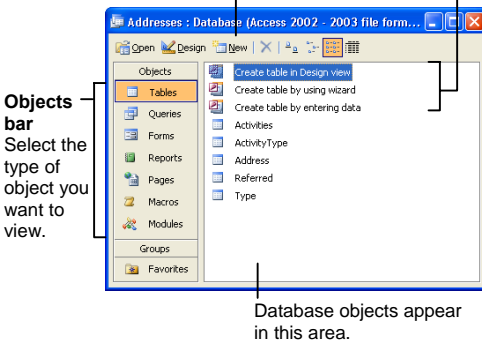 Addresses : Database (Access 2002 - 2003 file form...
Open Design New
Objects
Tables
Queries
Forms
Reports
Pages
Macros
Modules
Groups
Favorites
Create table in Design view
Create table by using wizard
Create table by entering data
Activities
ActivityType
Address
Referred
Type
Objects
bar
Select the
type of
object you
want to
view.
Database objects appear
in this area.